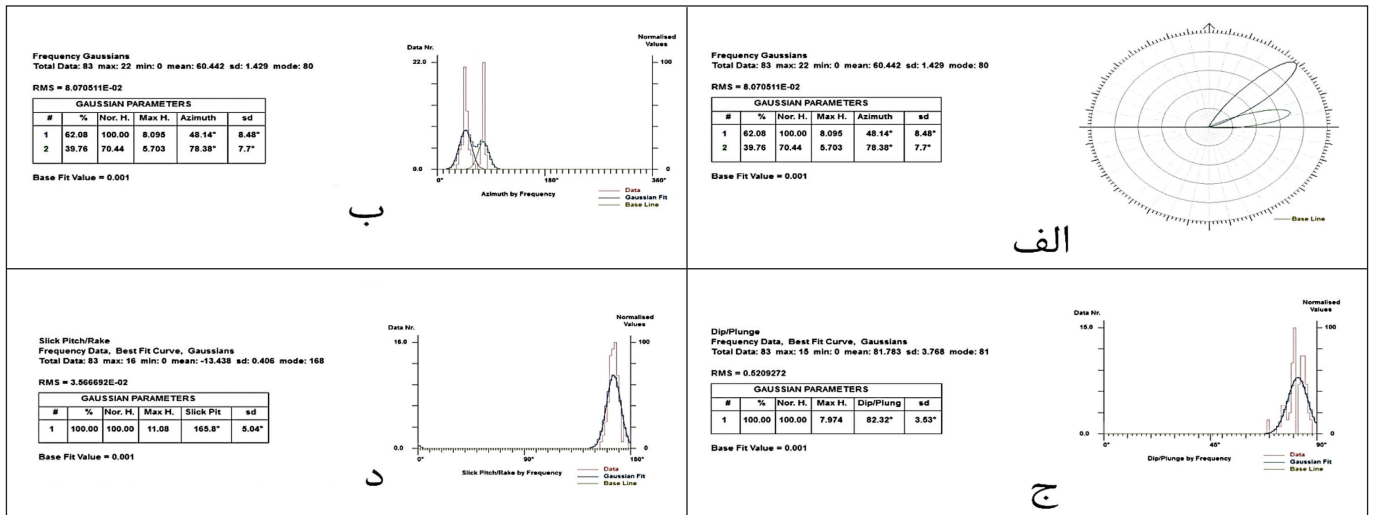 Frequency Gaussians
Total Data: 83 max: 22 min: 0 mean: 60.442 sd: 1.429 mode: 80
RMS = 8.070511E-02
GAUSSIAN PARAMETERS
# % Nor. H. Max H. Azimuth sd
1 62.08 100.00 8.095 48.14° 8.48°
2 39.76 70.44 5.703 78.38° 7.7°
Base Fit Value = 0.001
Data Nr.
Normalised
Values
22.0
100
0.0
0
0° 180° 360°
Azimuth by Frequency
Data
Gaussian Fit
Base Line
ب
Frequency Gaussians
Total Data: 83 max: 22 min: 0 mean: 60.442 sd: 1.429 mode: 80
RMS = 8.070511E-02
GAUSSIAN PARAMETERS
# % Nor. H. Max H. Azimuth sd
1 62.08 100.00 8.095 48.14° 8.48°
2 39.76 70.44 5.703 78.38° 7.7°
Base Fit Value = 0.001
Base Line
الف
Slick Pitch/Rake
Frequency Data, Best Fit Curve, Gaussians
Total Data: 83 max: 16 min: 0 mean: -13.438 sd: 0.406 mode: 168
RMS = 3.566692E-02
GAUSSIAN PARAMETERS
# % Nor. H. Max H. Slick Pit sd
1 100.00 100.00 11.08 165.8° 5.04°
Base Fit Value = 0.001
Data Nr.
Normalised
Values
16.0
100
0.0
0
0° 90° 180°
Slick Pitch/Rake by Frequency
Data
Gaussian Fit
Base Line
د
Dip/Plunge
Frequency Data, Best Fit Curve, Gaussians
Total Data: 83 max: 15 min: 0 mean: 81.783 sd: 3.768 mode: 81
RMS = 0.5209272
GAUSSIAN PARAMETERS
# % Nor. H. Max H. Dip/Plung sd
1 100.00 100.00 7.974 82.32° 3.53°
Base Fit Value = 0.001
Data Nr.
Normalised
Values
15.0
100
0.0
0
0° 45° 90°
Dip/Plunge by Frequency
Data
Gaussian Fit
Base Line
ج